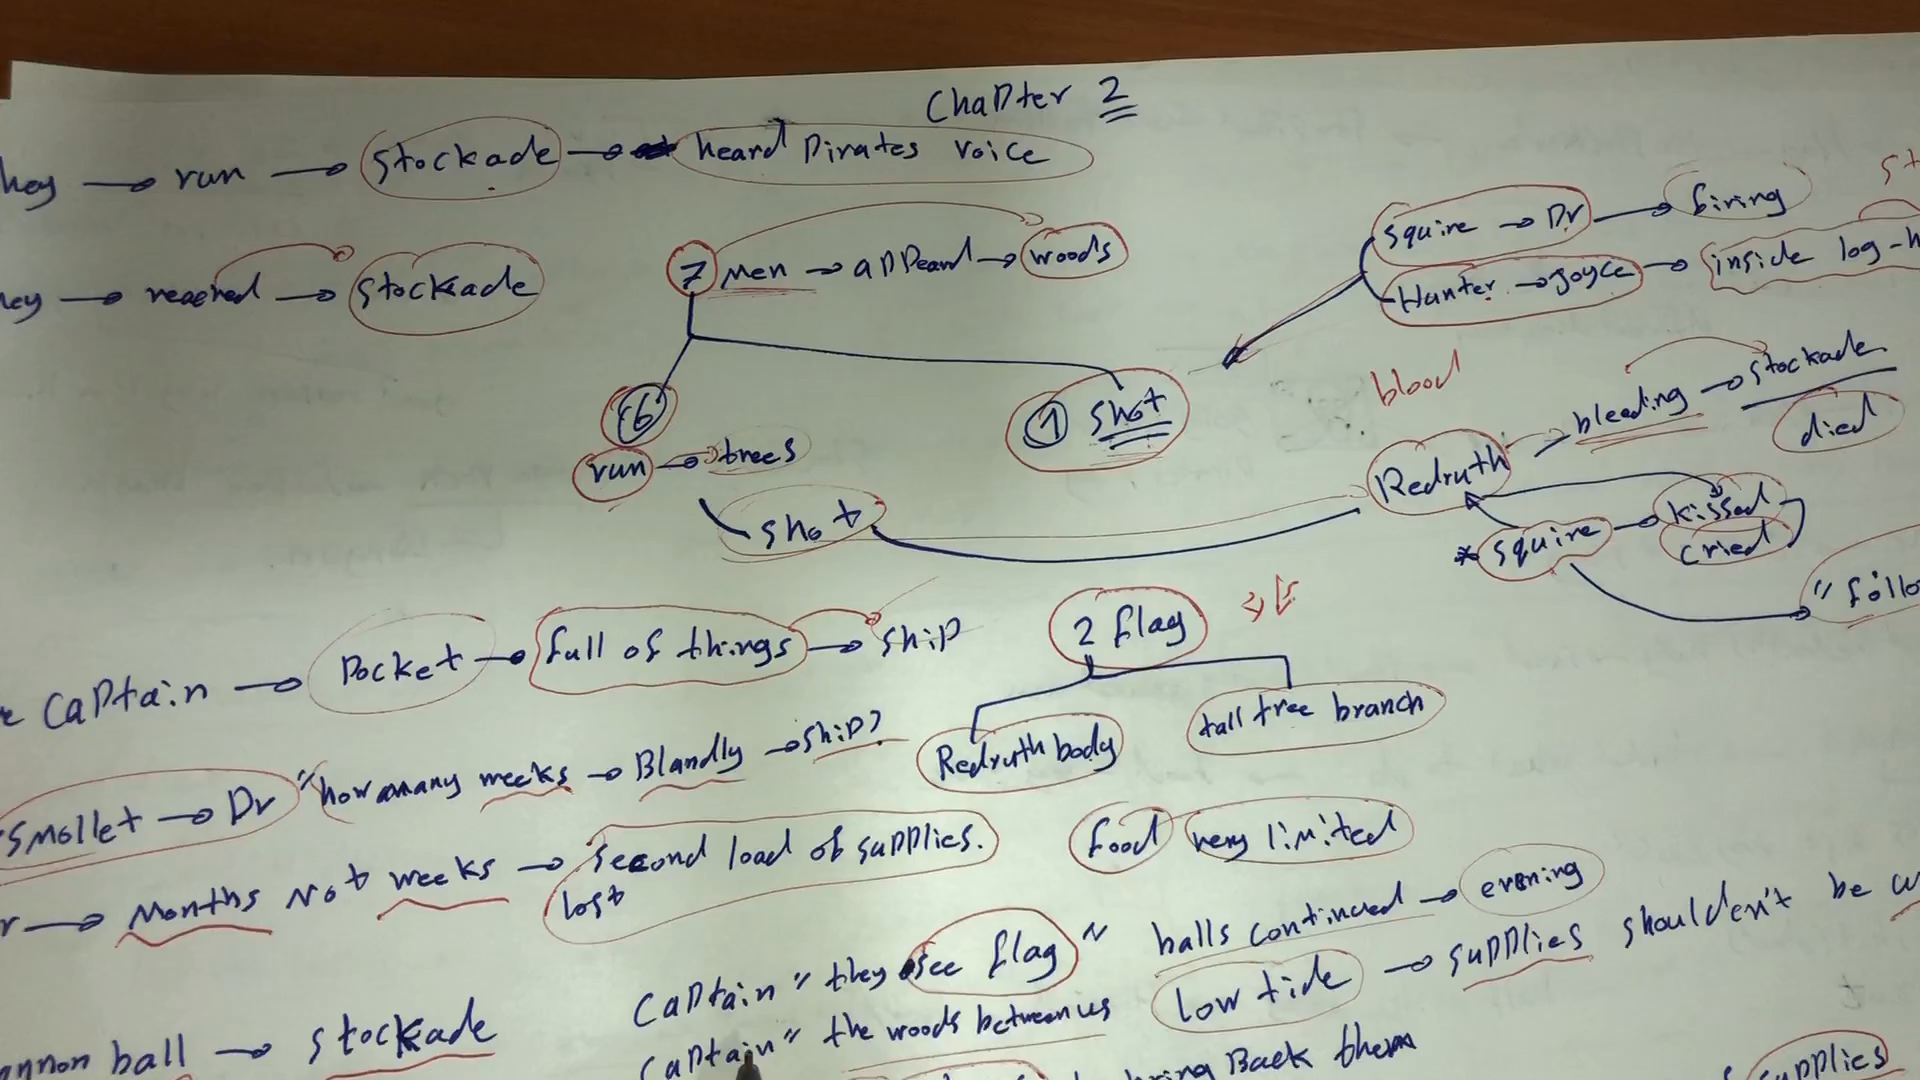 Chapter 2
run → stockade → heard Pirates voice
reached → stockade
7 Men → appeard → woods
squire → Dr → firing
Hunter → Joyce → inside log-h
6
run → trees
1 shot
shot
blood
Redruth → bleeding → stockade
died
* squire → kissed
cried
"follo
Captain → Pocket → full of things → ship
2 flag
Redruth body
tall tree branch
Smollet → Dr "how many weeks → Blandly → ship?
→ Months not weeks → second load of supplies.
lost
food very limited
Captain "they see flag" balls continued → evening
Captain" the woods between us low tide → supplies shouldn't be
ball → stockade
Back them
supplies